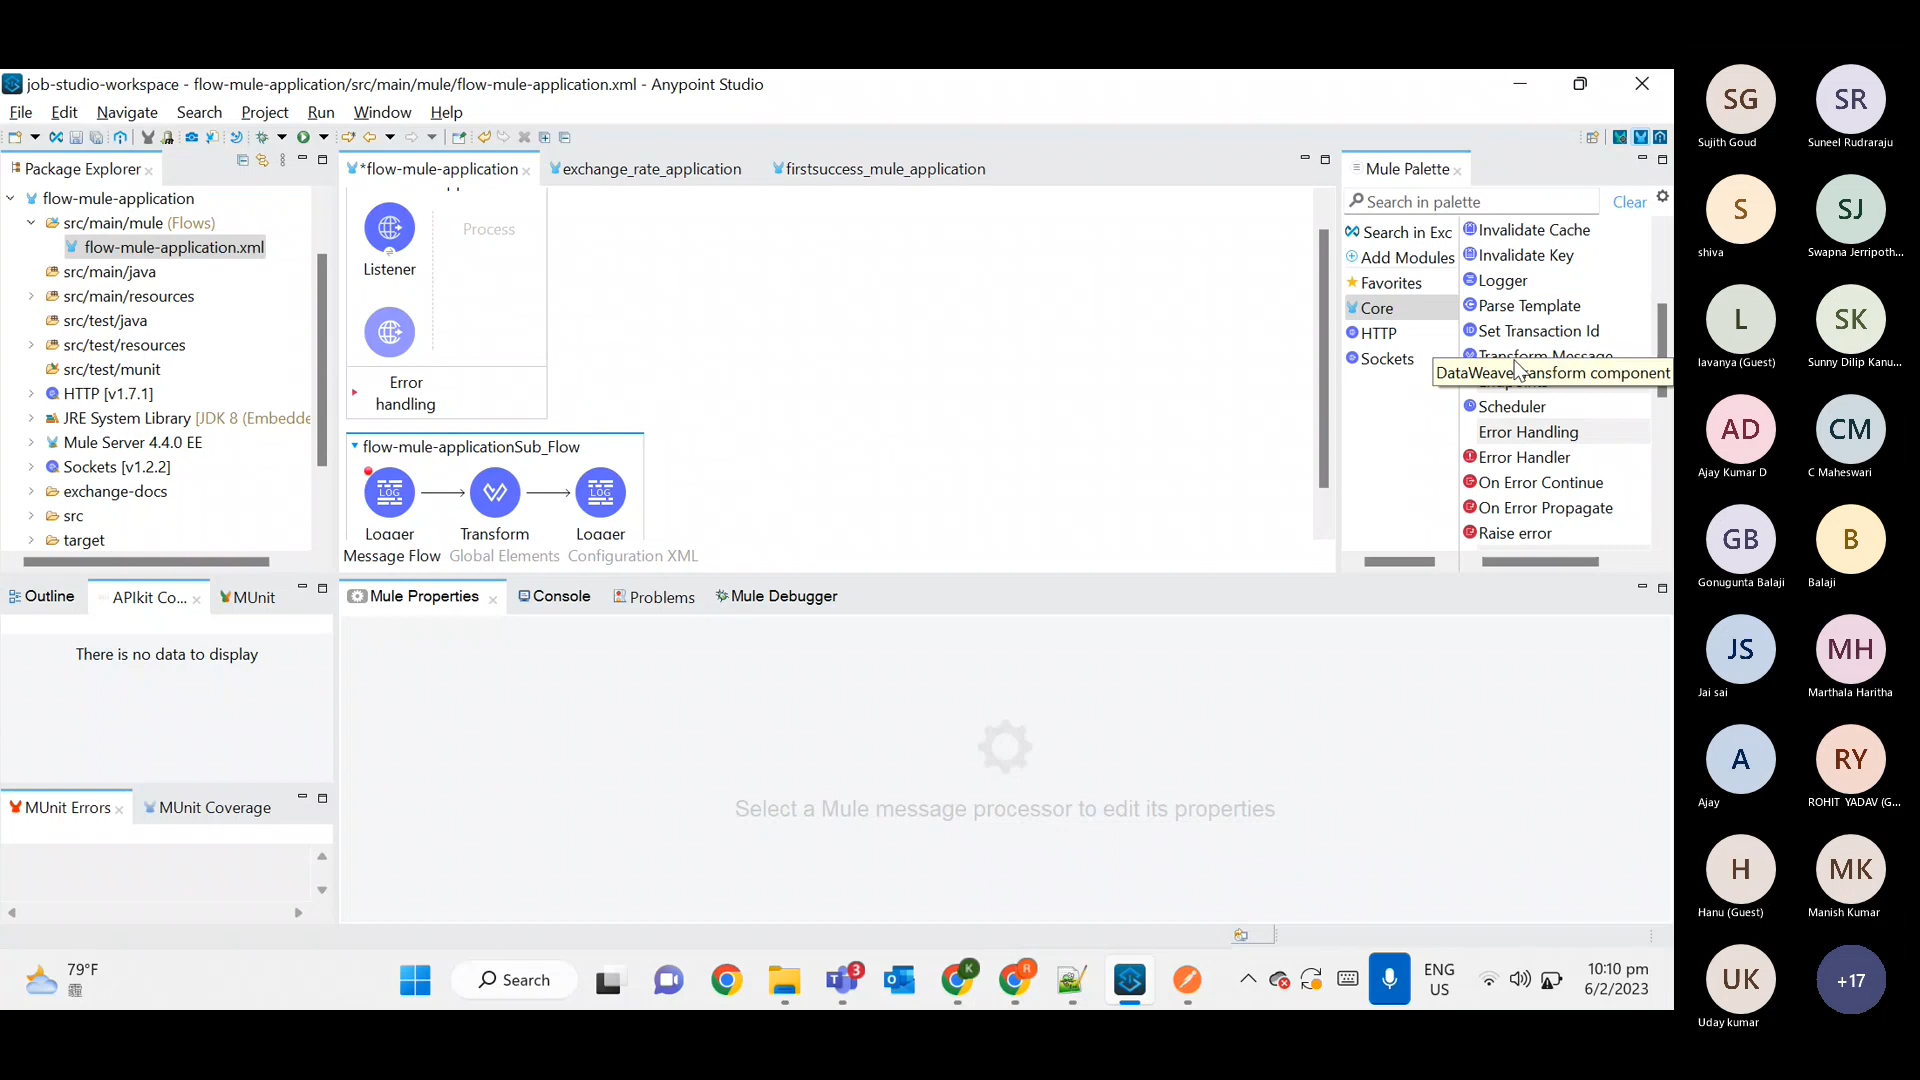 job-studio-workspace - flow-mule-application/src/main/mule/flow-mule-application.xml - Anypoint Studio
File Edit Navigate Search Project Run Window Help
Package Explorer
flow-mule-application
src/main/mule (Flows)
flow-mule-application.xml
src/main/java
src/main/resources
src/test/java
src/test/resources
src/test/munit
HTTP [v1.7.1]
JRE System Library [JDK 8 (Embedde
Mule Server 4.4.0 EE
Sockets [v1.2.2]
exchange-docs
src
target
*flow-mule-application
exchange_rate_application
firstsuccess_mule_application
Process
Listener
Error
handling
flow-mule-applicationSub_Flow
LOG
LOG
Logger
Transform
Logger
Message Flow Global Elements Configuration XML
Mule Palette
Search in palette
Clear
Search in Exc
Add Modules
Favorites
Core
HTTP
Sockets
Invalidate Cache
Invalidate Key
Logger
Parse Template
Set Transaction Id
Transform Message
DataWeave transform component
Endpoints
Scheduler
Error Handling
Error Handler
On Error Continue
On Error Propagate
Raise error
Outline
APIkit Co...
MUnit
There is no data to display
MUnit Errors
MUnit Coverage
Mule Properties
Console
Problems
Mule Debugger
Select a Mule message processor to edit its properties
79°F
Search
3
K
R
ENG
US
10:10 pm
6/2/2023
SG
Sujith Goud
SR
Suneel Rudraraju
S
shiva
SJ
Swapna Jerripoth...
L
lavanya (Guest)
SK
Sunny Dilip Kanu...
AD
Ajay Kumar D
CM
C Maheswari
GB
Gonugunta Balaji
B
Balaji
JS
Jai sai
MH
Marthala Haritha
A
Ajay
RY
ROHIT YADAV (G...
H
Hanu (Guest)
MK
Manish Kumar
UK
Uday kumar
+17